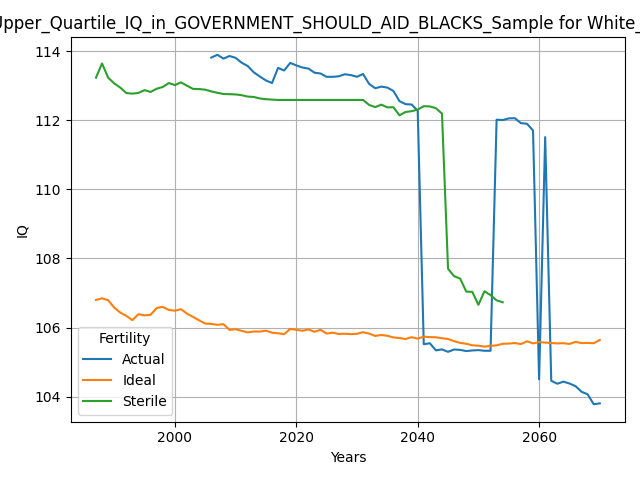 Upper_Quartile_IQ_in_GOVERNMENT_SHOULD_AID_BLACKS_Sample for White_
114
112
110
108
106
104
IQ
Fertility
Actual
Ideal
Sterile
2000
2020
2040
2060
Years